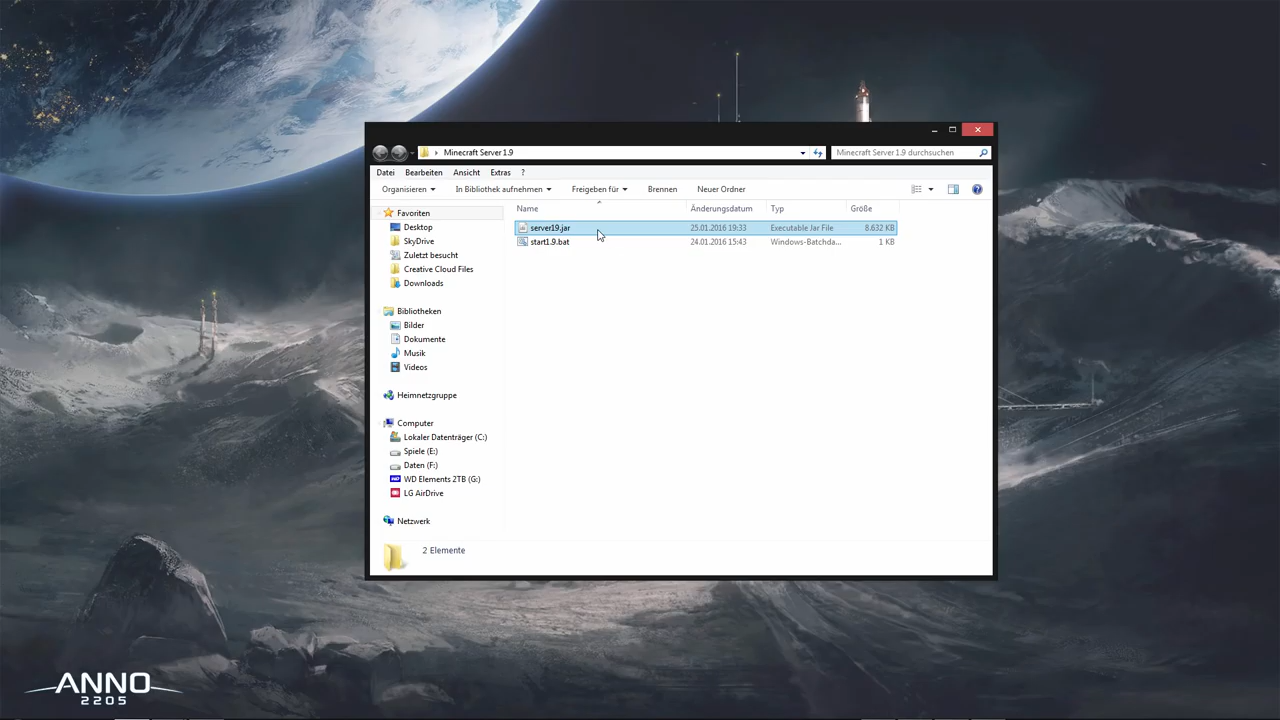 Minecraft Server 1.9
Minecraft Server 1.9 durchsuchen
Datei Bearbeiten Ansicht Extras ?
Organisieren In Bibliothek aufnehmen Freigeben für Brennen Neuer Ordner
Name Änderungsdatum Typ Größe
server19.jar 25.01.2016 19:33 Executable Jar File 8.632 KB
start1.9.bat 24.01.2016 15:43 Windows-Batchda... 1 KB
Favoriten
Desktop
SkyDrive
Zuletzt besucht
Creative Cloud Files
Downloads
Bibliotheken
Bilder
Dokumente
Musik
Videos
Heimnetzgruppe
Computer
Lokaler Datenträger (C:)
Spiele (E:)
Daten (F:)
WD Elements 2TB (G:)
LG AirDrive
Netzwerk
2 Elemente
ANNO
2205